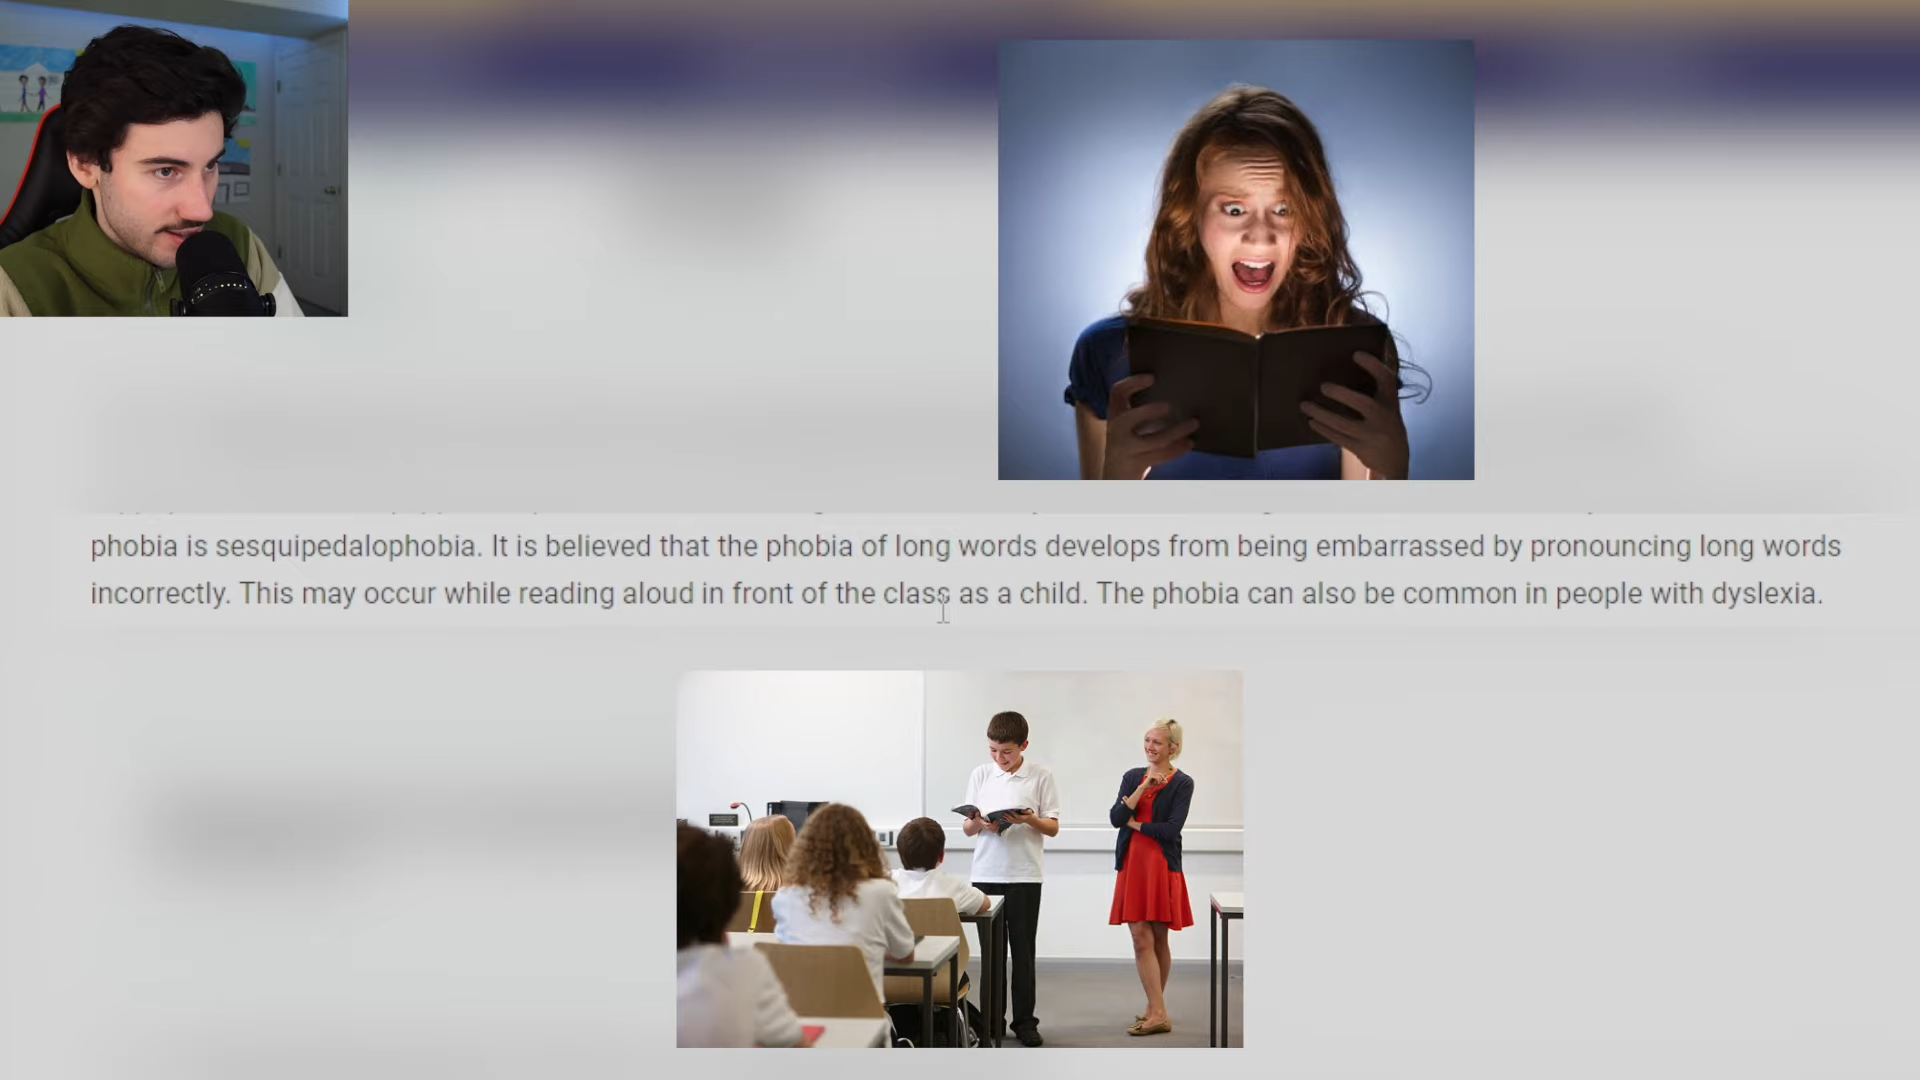 phobia is sesquipedalophobia. It is believed that the phobia of long words develops from being embarrassed by pronouncing long words
incorrectly. This may occur while reading aloud in front of the class as a child. The phobia can also be common in people with dyslexia.